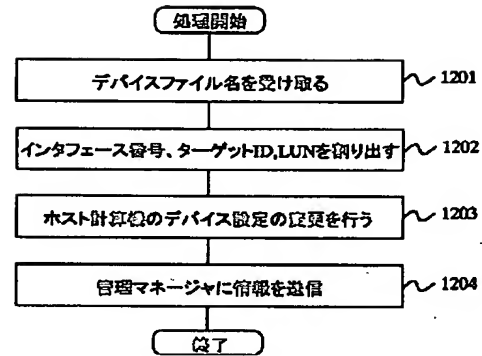 処理開始
デバイスファイル名を受け取る
1201
インタフェース番号、ターゲットID,LUNを割り出す
1202
ホスト計算機のデバイス設定の変更を行う
1203
管理マネージャに情報を送信
1204
終了